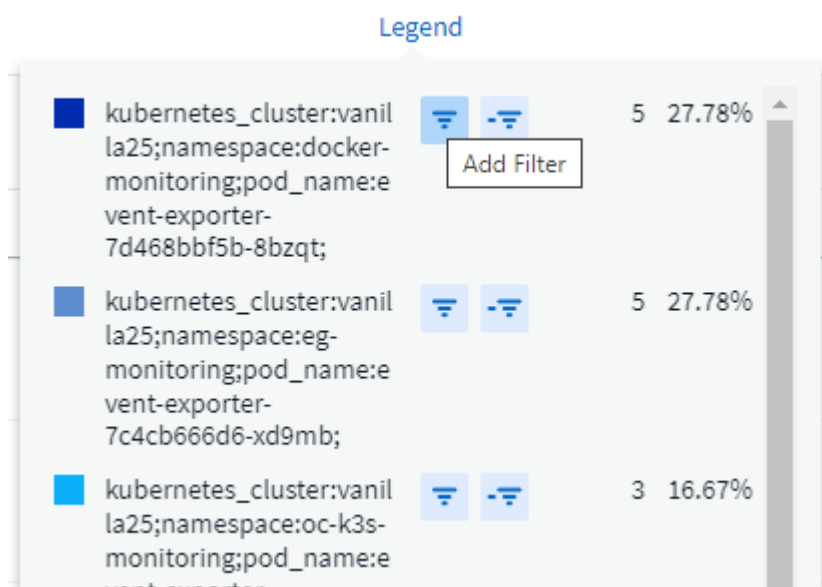 Legend
kubernetes_cluster:vanil 5 27.78%
la25;namespace:docker-
Add Filter
monitoring;pod_name:e
vent-exporter-
7d468bbf5b-8bzqt;
kubernetes_cluster:vanil 5 27.78%
la25;namespace:eg-
monitoring;pod_name:e
vent-exporter-
7c4cb666d6-xd9mb;
kubernetes_cluster:vanil 3 16.67%
la25;namespace:oc-k3s-
monitoring;pod_name:e
vent-exporter-